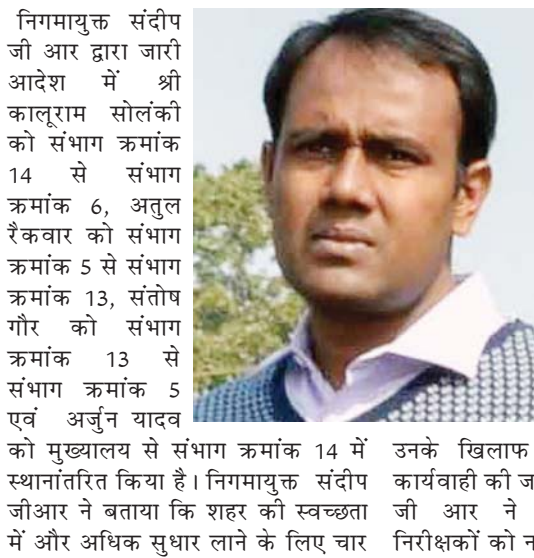 निगमायुक्त संदीप
जी आर द्वारा जारी
आदेश में श्री
कालूराम सोलंकी
को संभाग क्रमांक
14 से संभाग
क्रमांक 6, अतुल
रैकवार को संभाग
क्रमांक 5 से संभाग
क्रमांक 13, संतोष
गौर को संभाग
क्रमांक 13 से
संभाग क्रमांक 5
एवं अर्जुन यादव
को मुख्यालय से संभाग क्रमांक 14 में
स्थानांतरित किया है। निगमायुक्त संदीप
जीआर ने बताया कि शहर की स्वच्छता
में और अधिक सुधार लाने के लिए चार
उनके खिलाफ
कार्यवाही की ज
जी आर ने
निरीक्षकों को न